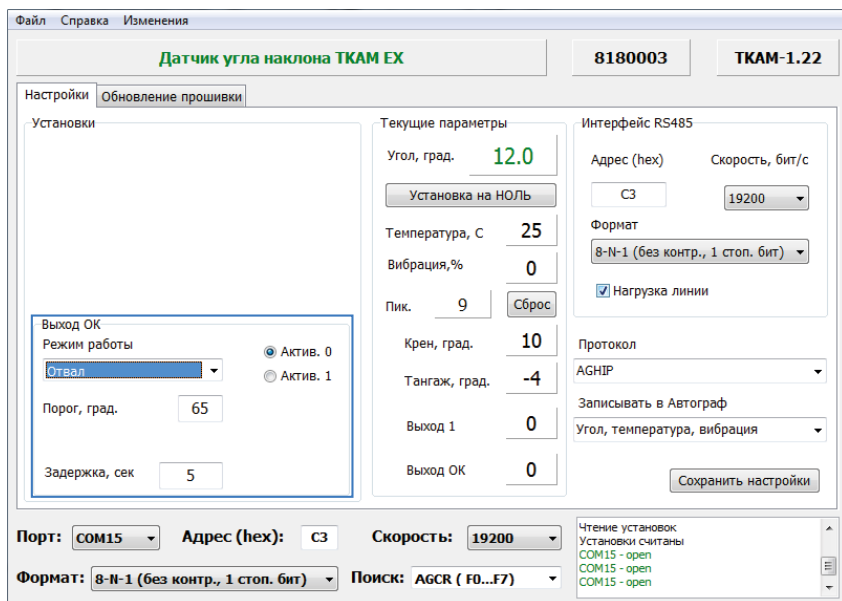 Файл Справка Изменения
Датчик угла наклона ТКАМ EX 8180003 ТКАМ-1.22
Настройки Обновление прошивки
Установки
Выход ОК
Режим работы
Отвал
Актив. 0
Актив. 1
Порог, град. 65
Задержка, сек 5
Текущие параметры
Угол, град. 12.0
Установка на НОЛЬ
Температура, С 25
Вибрация,% 0
Пик. 9 Сброс
Крен, град. 10
Тангаж, град. -4
Выход 1 0
Выход ОК 0
Интерфейс RS485
Адрес (hex) Скорость, бит/с
C3 19200
Формат
8-N-1 (без контр., 1 стоп. бит)
Нагрузка линии
Протокол
AGHIP
Записывать в Автограф
Угол, температура, вибрация
Сохранить настройки
Порт: COM15 Адрес (hex): C3 Скорость: 19200
Формат: 8-N-1 (без контр., 1 стоп. бит) Поиск: AGCR ( F0...F7)
Чтение установок
Установки считаны
COM15 - open
COM15 - open
COM15 - open